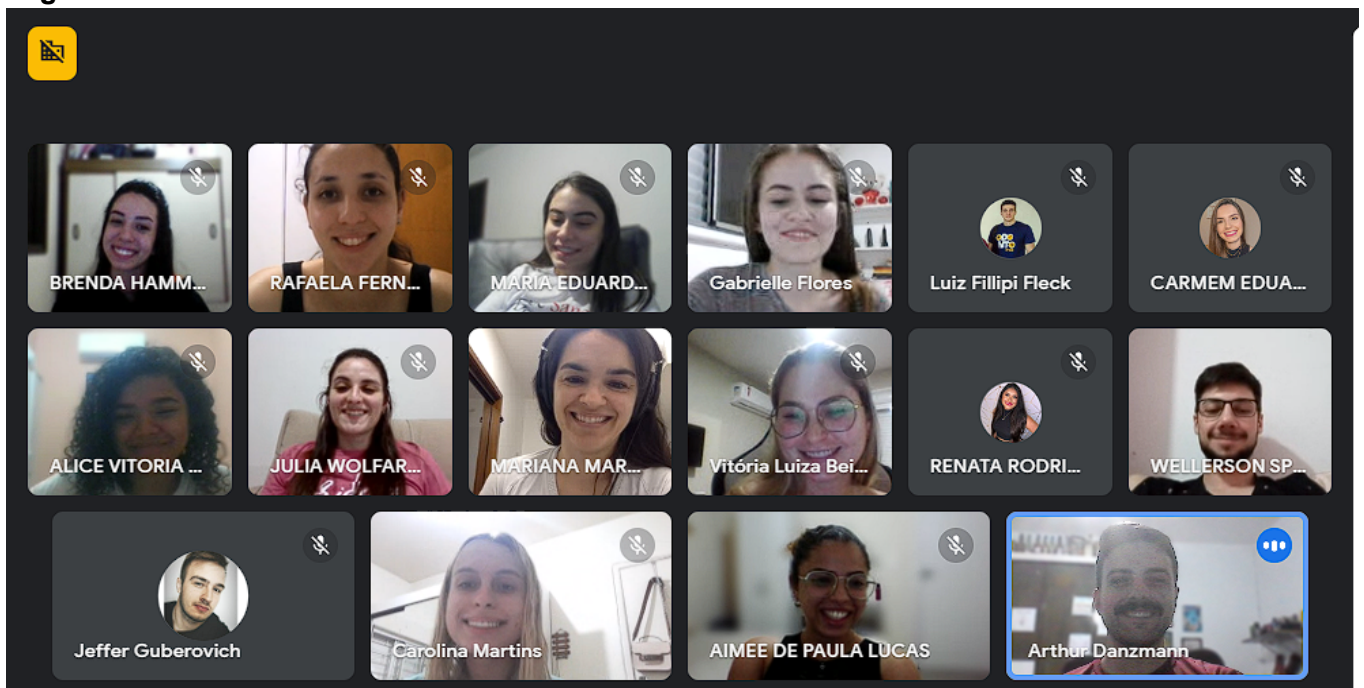 BRENDA HAMM...
RAFAELA FERN...
MARIA EDUARD...
Gabrielle Flores
Luiz Fillipi Fleck
CARMEM EDUA...
ALICE VITORIA ...
JULIA WOLFAR...
MARIANA MAR...
Vitória Luiza Bei...
RENATA RODRI...
WELLERSON SP...
Jeffer Guberovich
Carolina Martins
AIMEE DE PAULA LUCAS
Arthur Danzmann